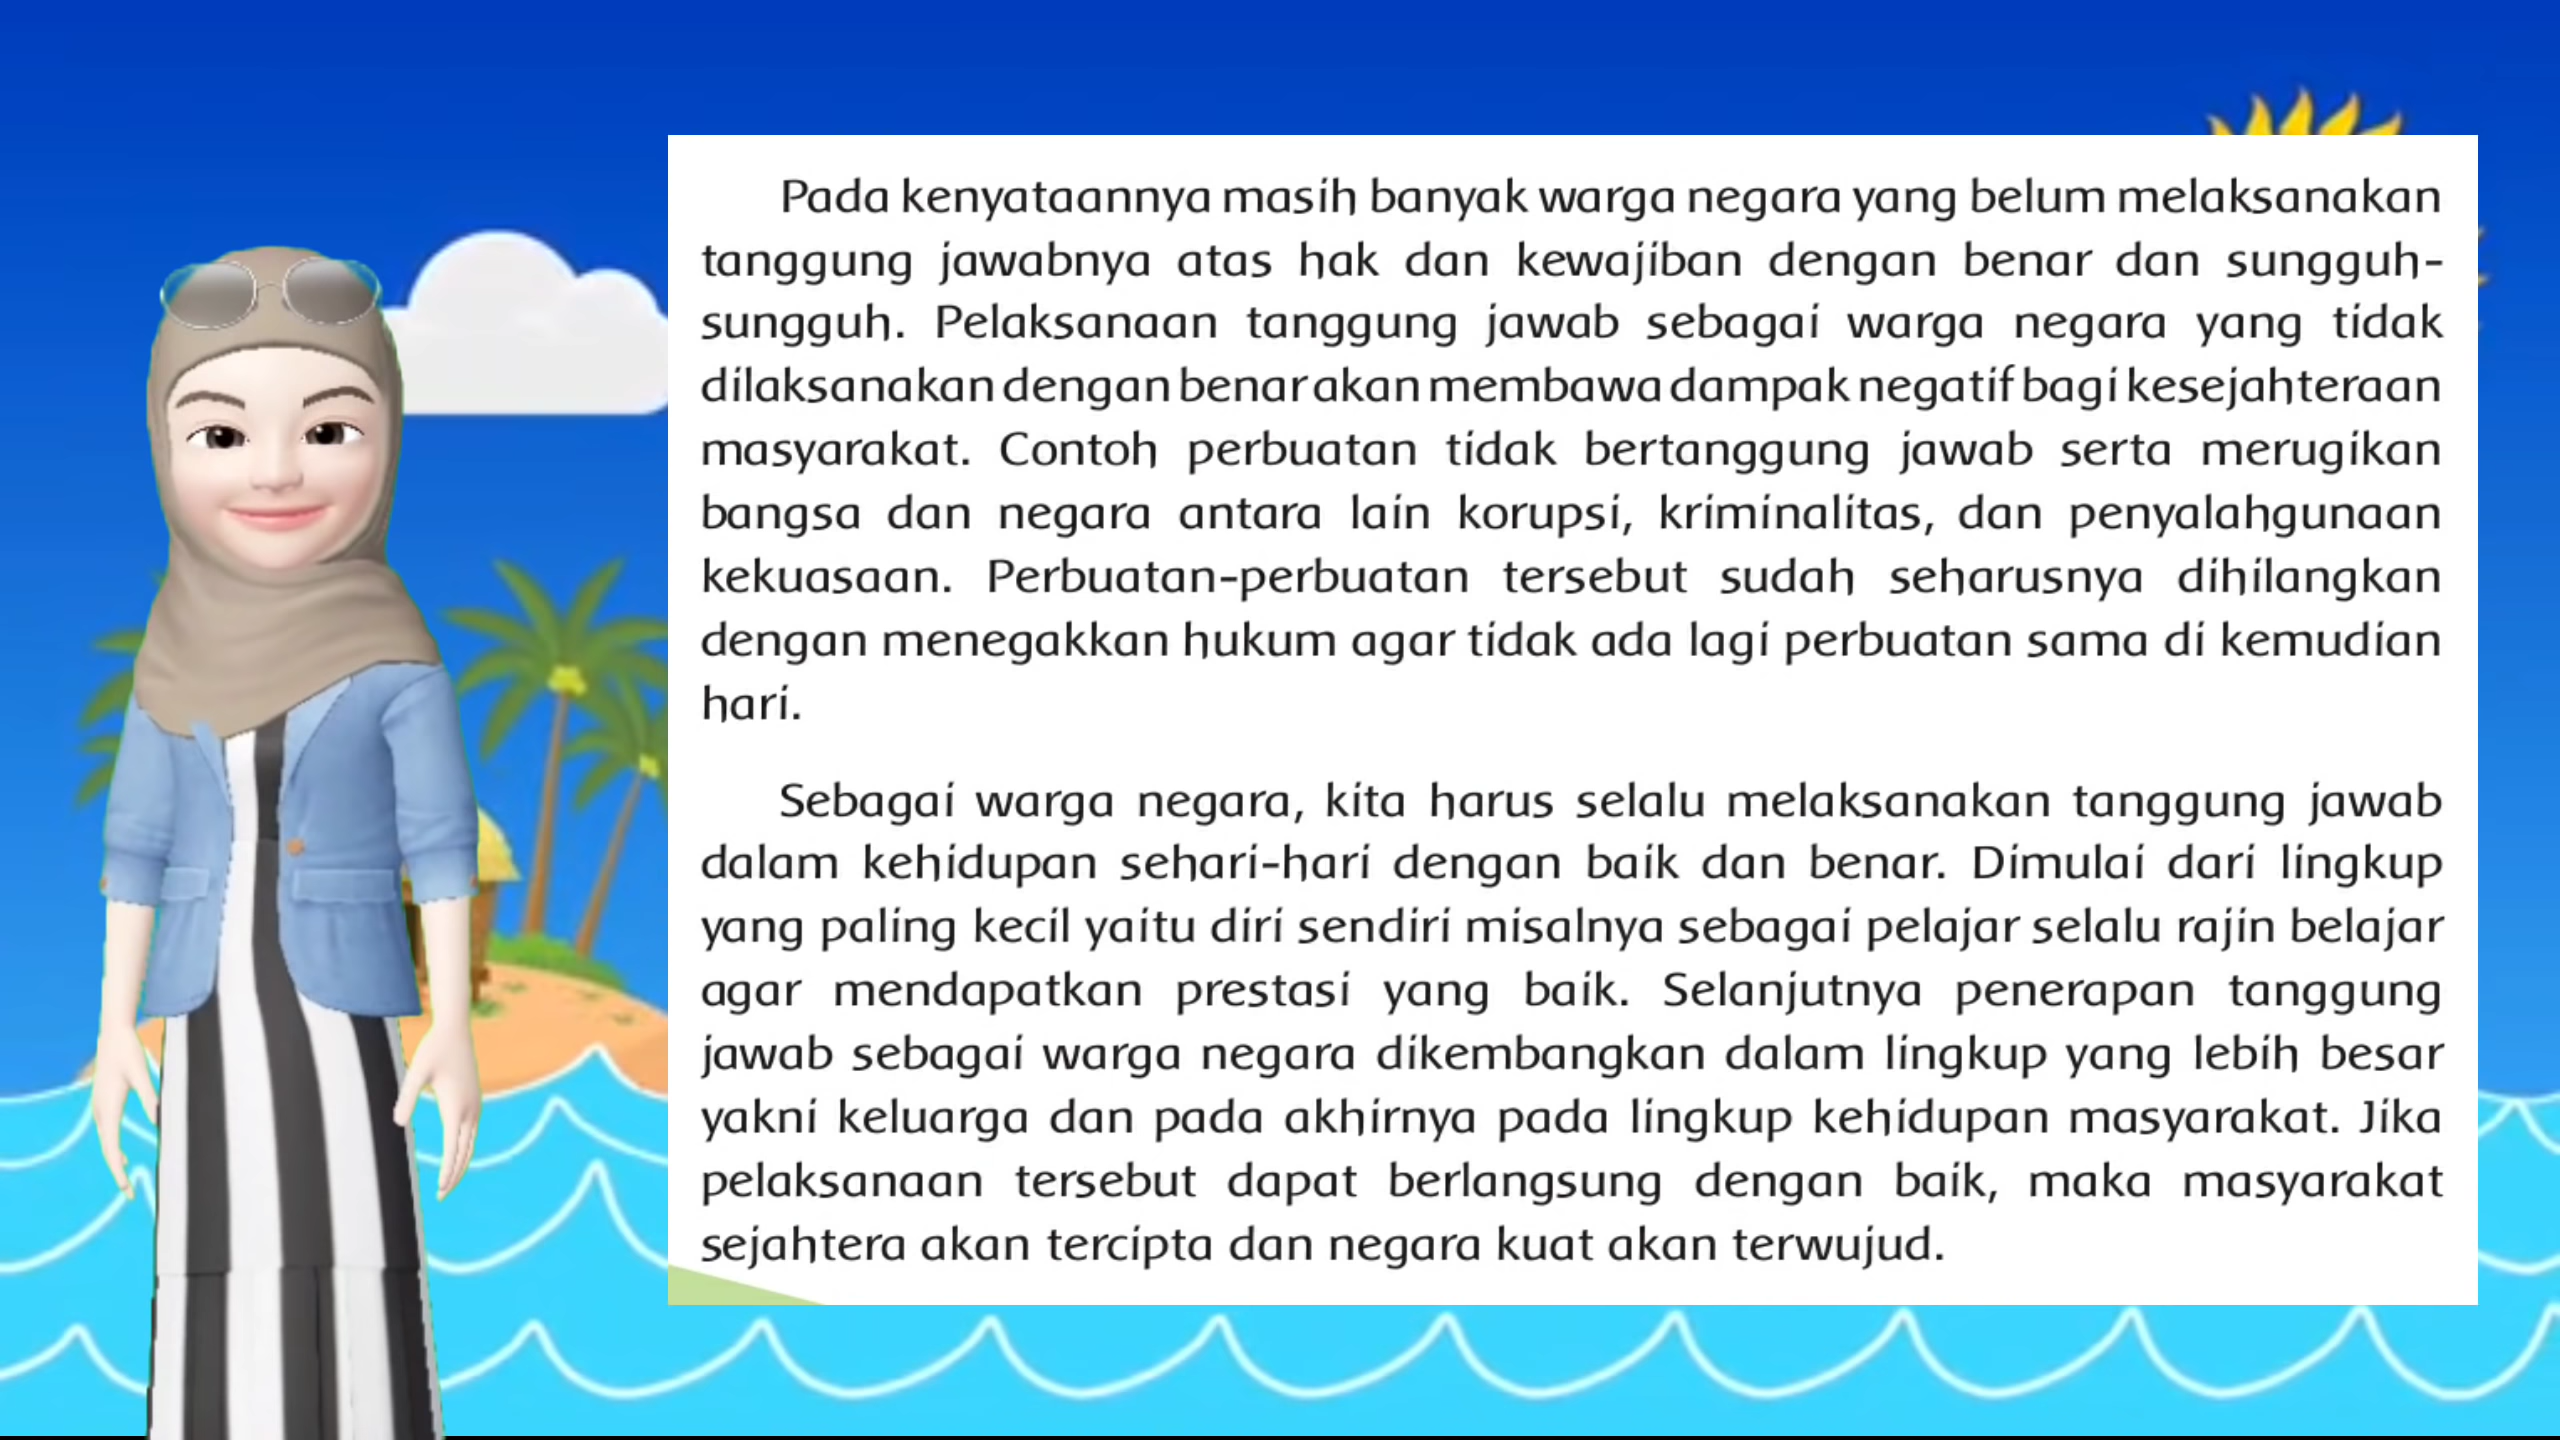 Pada kenyataannya masih banyak warga negara yang belum melaksanakan
tanggung jawabnya atas hak dan kewajiban dengan benar dan sungguh-
sungguh. Pelaksanaan tanggung jawab sebagai warga negara yang tidak
dilaksanakan dengan benar akan membawa dampak negatif bagi kesejahteraan
masyarakat. Contoh perbuatan tidak bertanggung jawab serta merugikan
bangsa dan negara antara lain korupsi, kriminalitas, dan penyalahgunaan
kekuasaan. Perbuatan-perbuatan tersebut sudah seharusnya dihilangkan
dengan menegakkan hukum agar tidak ada lagi perbuatan sama di kemudian
hari.
Sebagai warga negara, kita harus selalu melaksanakan tanggung jawab
dalam kehidupan sehari-hari dengan baik dan benar. Dimulai dari lingkup
yang paling kecil yaitu diri sendiri misalnya sebagai pelajar selalu rajin belajar
agar mendapatkan prestasi yang baik. Selanjutnya penerapan tanggung
jawab sebagai warga negara dikembangkan dalam lingkup yang lebih besar
yakni keluarga dan pada akhirnya pada lingkup kehidupan masyarakat. Jika
pelaksanaan tersebut dapat berlangsung dengan baik, maka masyarakat
sejahtera akan tercipta dan negara kuat akan terwujud.